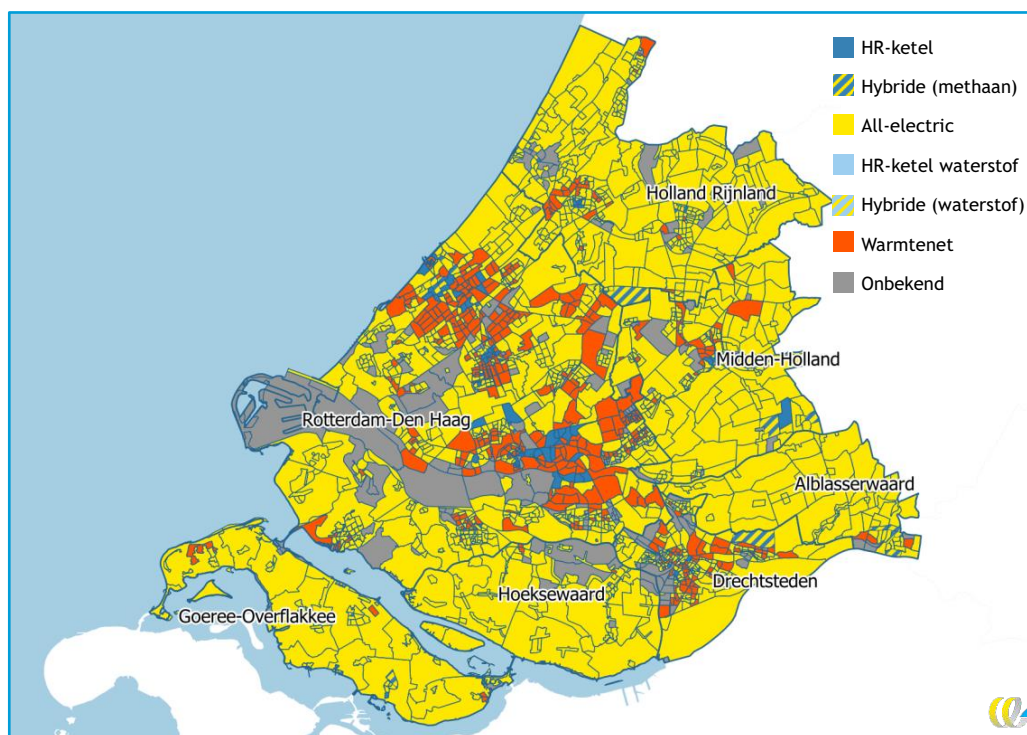 HR-ketel
Hybride (methaan)
All-electric
HR-ketel waterstof
Hybride (waterstof)
Warmtenet
Onbekend
Holland Rijnland
Midden-Holland
Rotterdam-Den Haag
Alblasserwaard
Drechtsteden
Hoeksewaard
Goeree-Overflakkee